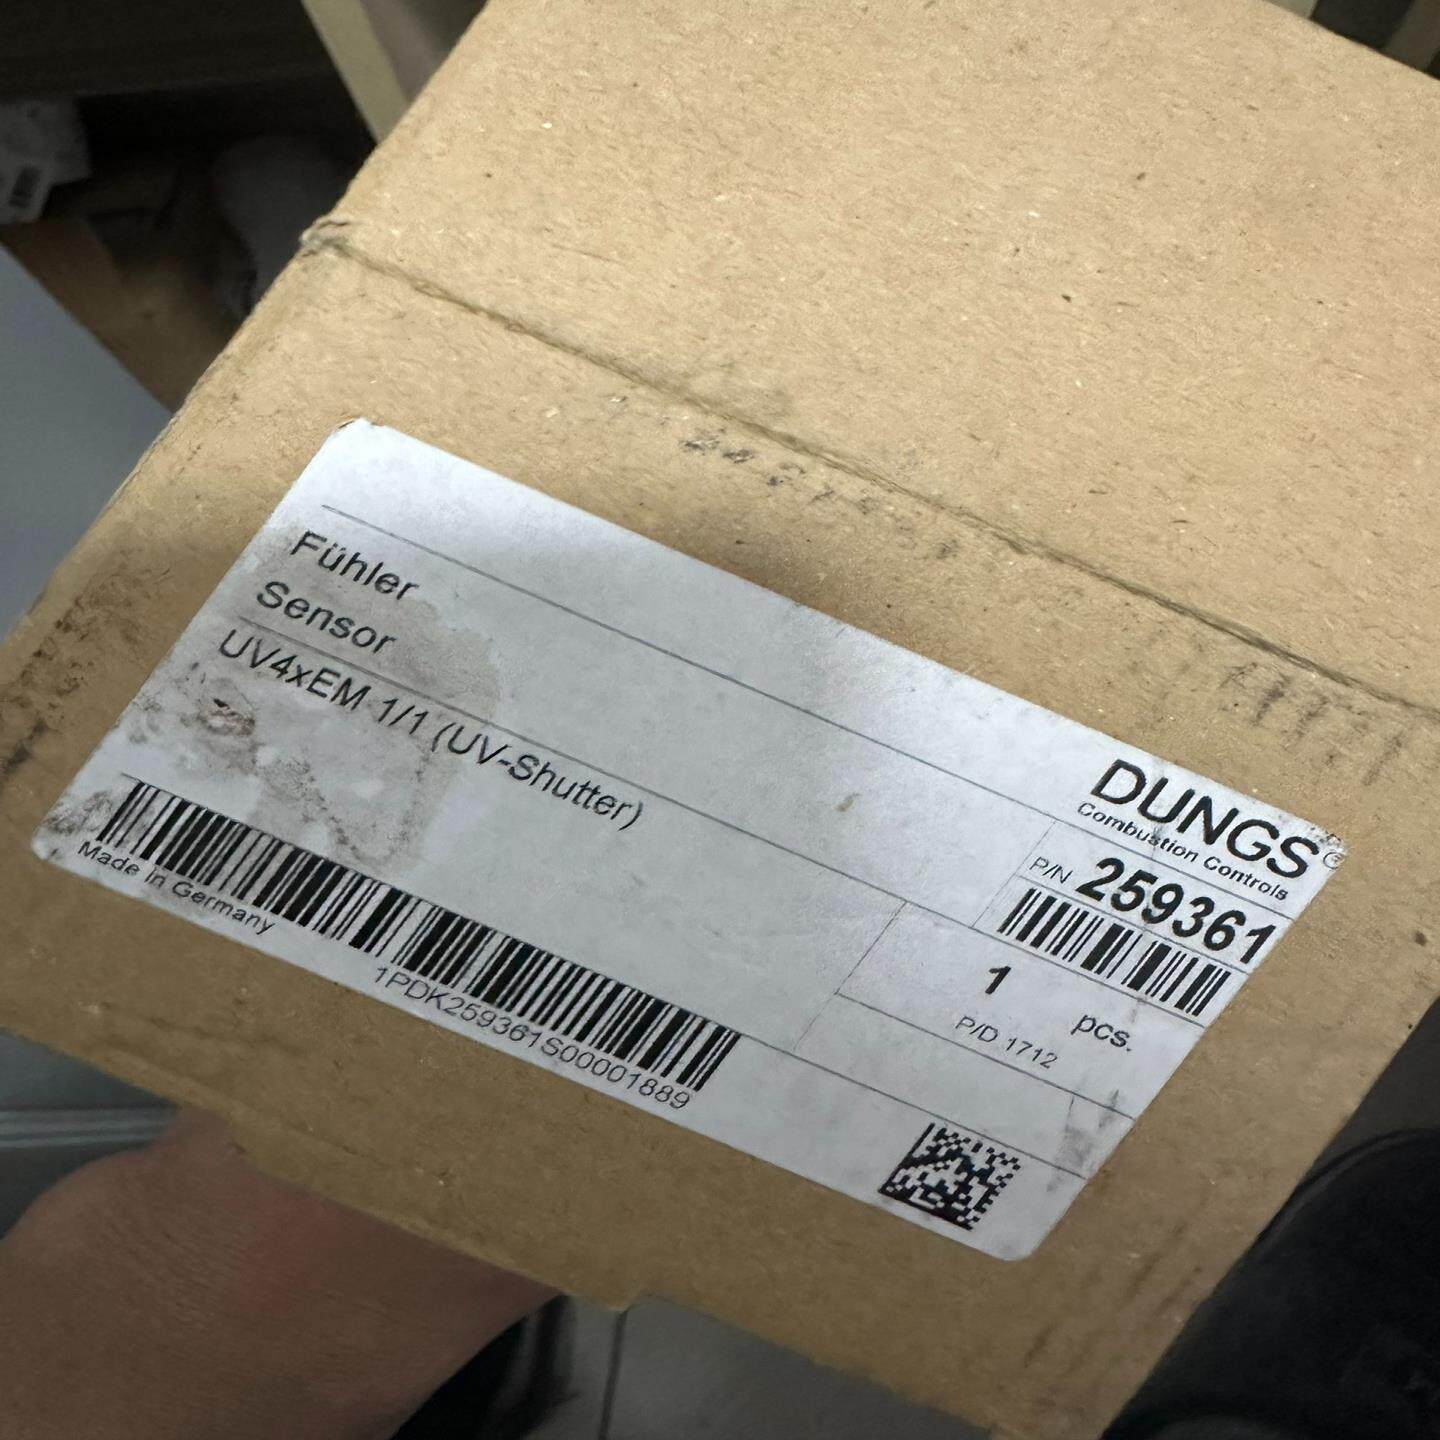 Fühler
Sensor
UV4xEM 1/1 (UV-Shutter)
DUNGS®
Combustion Controls
P/N 259361
1 pcs.
P/D 1712
Made in Germany
1PDK259361S00001889